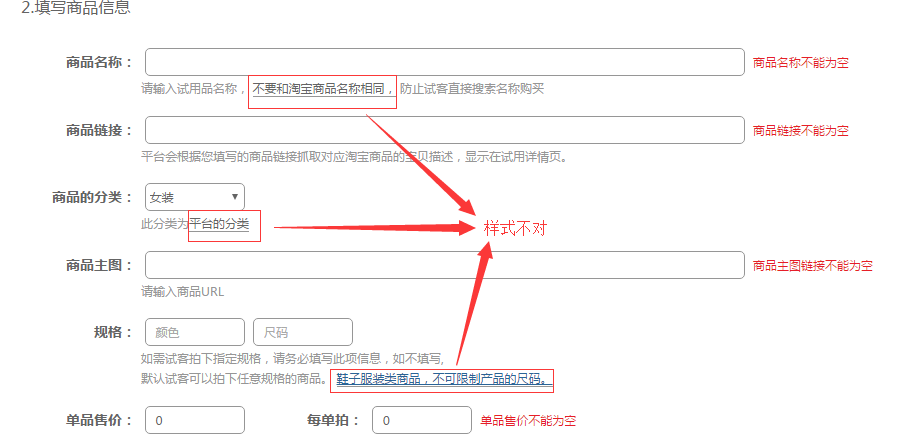 2.填写商品信息
商品名称： 商品名称不能为空
请输入试用品名称，不要和淘宝商品名称相同，防止试客直接搜索名称购买
商品链接： 商品链接不能为空
平台会根据您填写的商品链接抓取对应淘宝商品的宝贝描述，显示在试用详情页。
商品的分类： 女装
此分类为平台的分类
样式不对
商品主图： 商品主图链接不能为空
请输入商品URL
规格： 颜色 尺码
如需试客拍下指定规格，请务必填写此项信息，如不填写,
默认试客可以拍下任意规格的商品。 鞋子服装类商品，不可限制产品的尺码。
单品售价： 0 每单拍： 0 单品售价不能为空